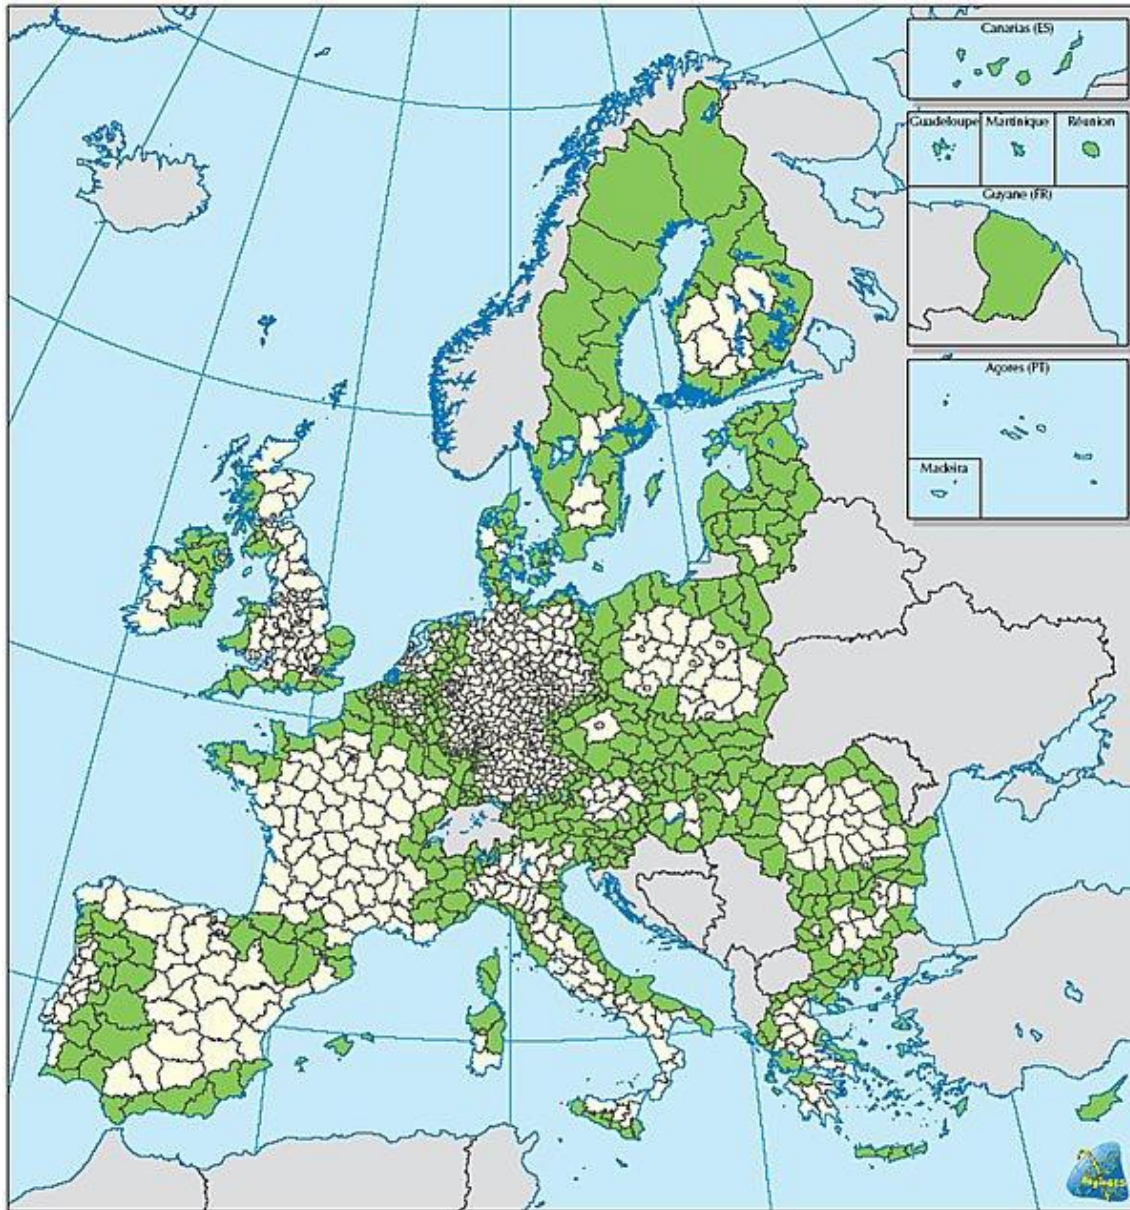 Canarias (ES)
Guadeloupe
Martinique
Réunion
Guyane (FR)
Açores (PT)
Madeira